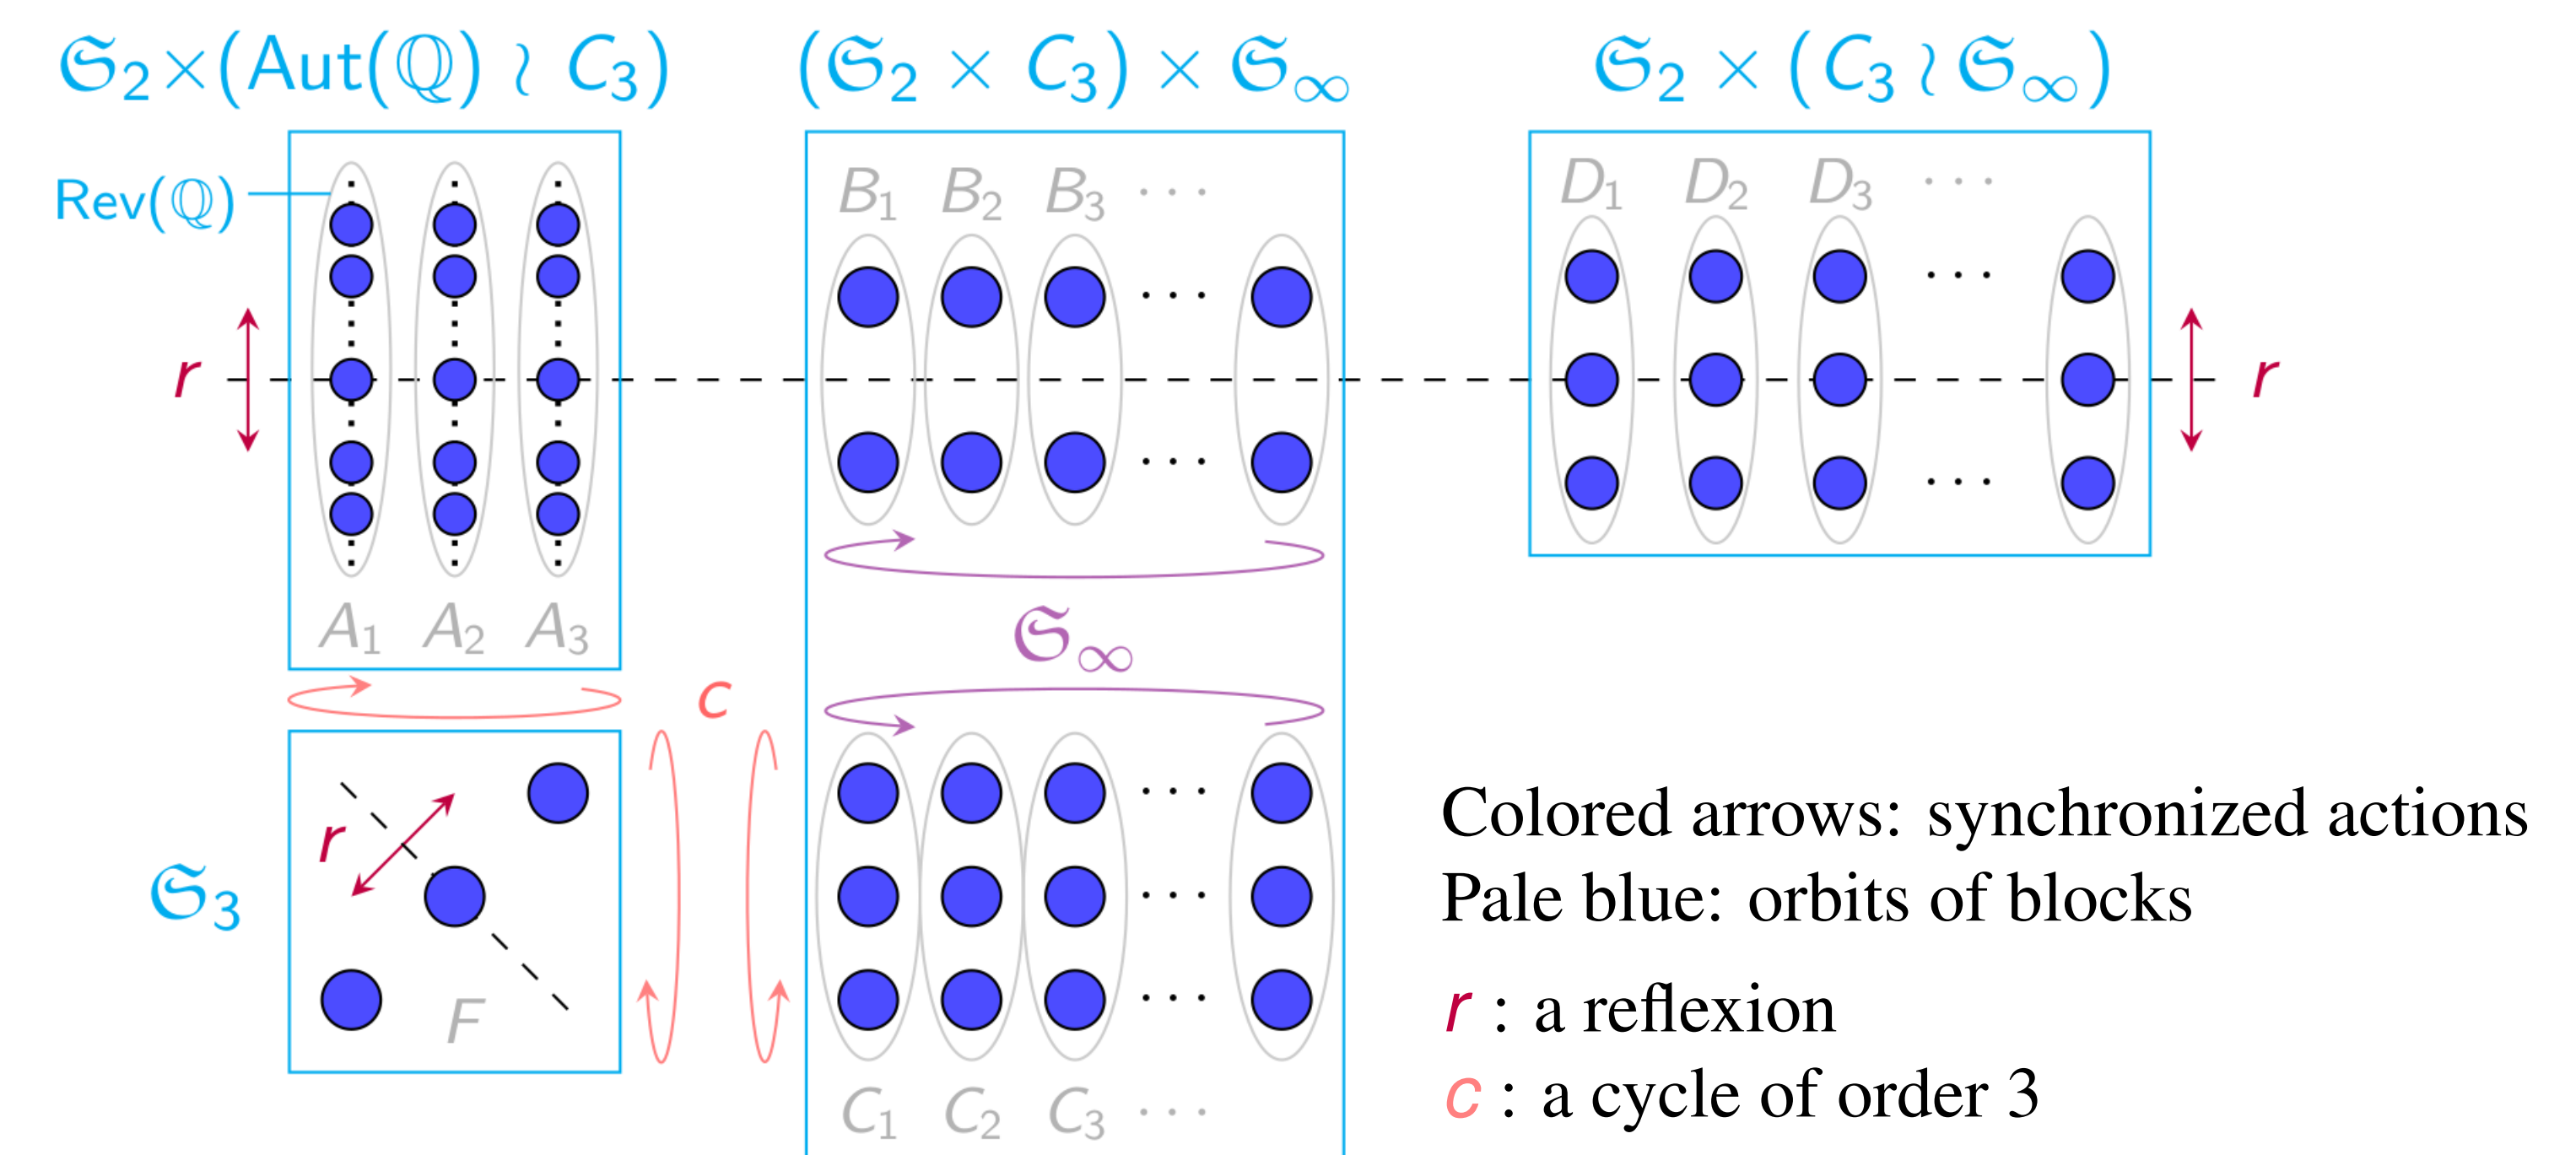 𝔖₂×(Aut(ℚ) ≀ C₃)
(𝔖₂ × C₃) × 𝔖∞
𝔖₂ × (C₃ ≀ 𝔖∞)
Rev(ℚ)
r
A₁ A₂ A₃
B₁ B₂ B₃ ···
···
···
D₁ D₂ D₃ ···
···
···
r
𝔖∞
c
𝔖₃
r
F
···
···
···
C₁ C₂ C₃ ···
Colored arrows: synchronized actions
Pale blue: orbits of blocks
r : a reflexion
c : a cycle of order 3